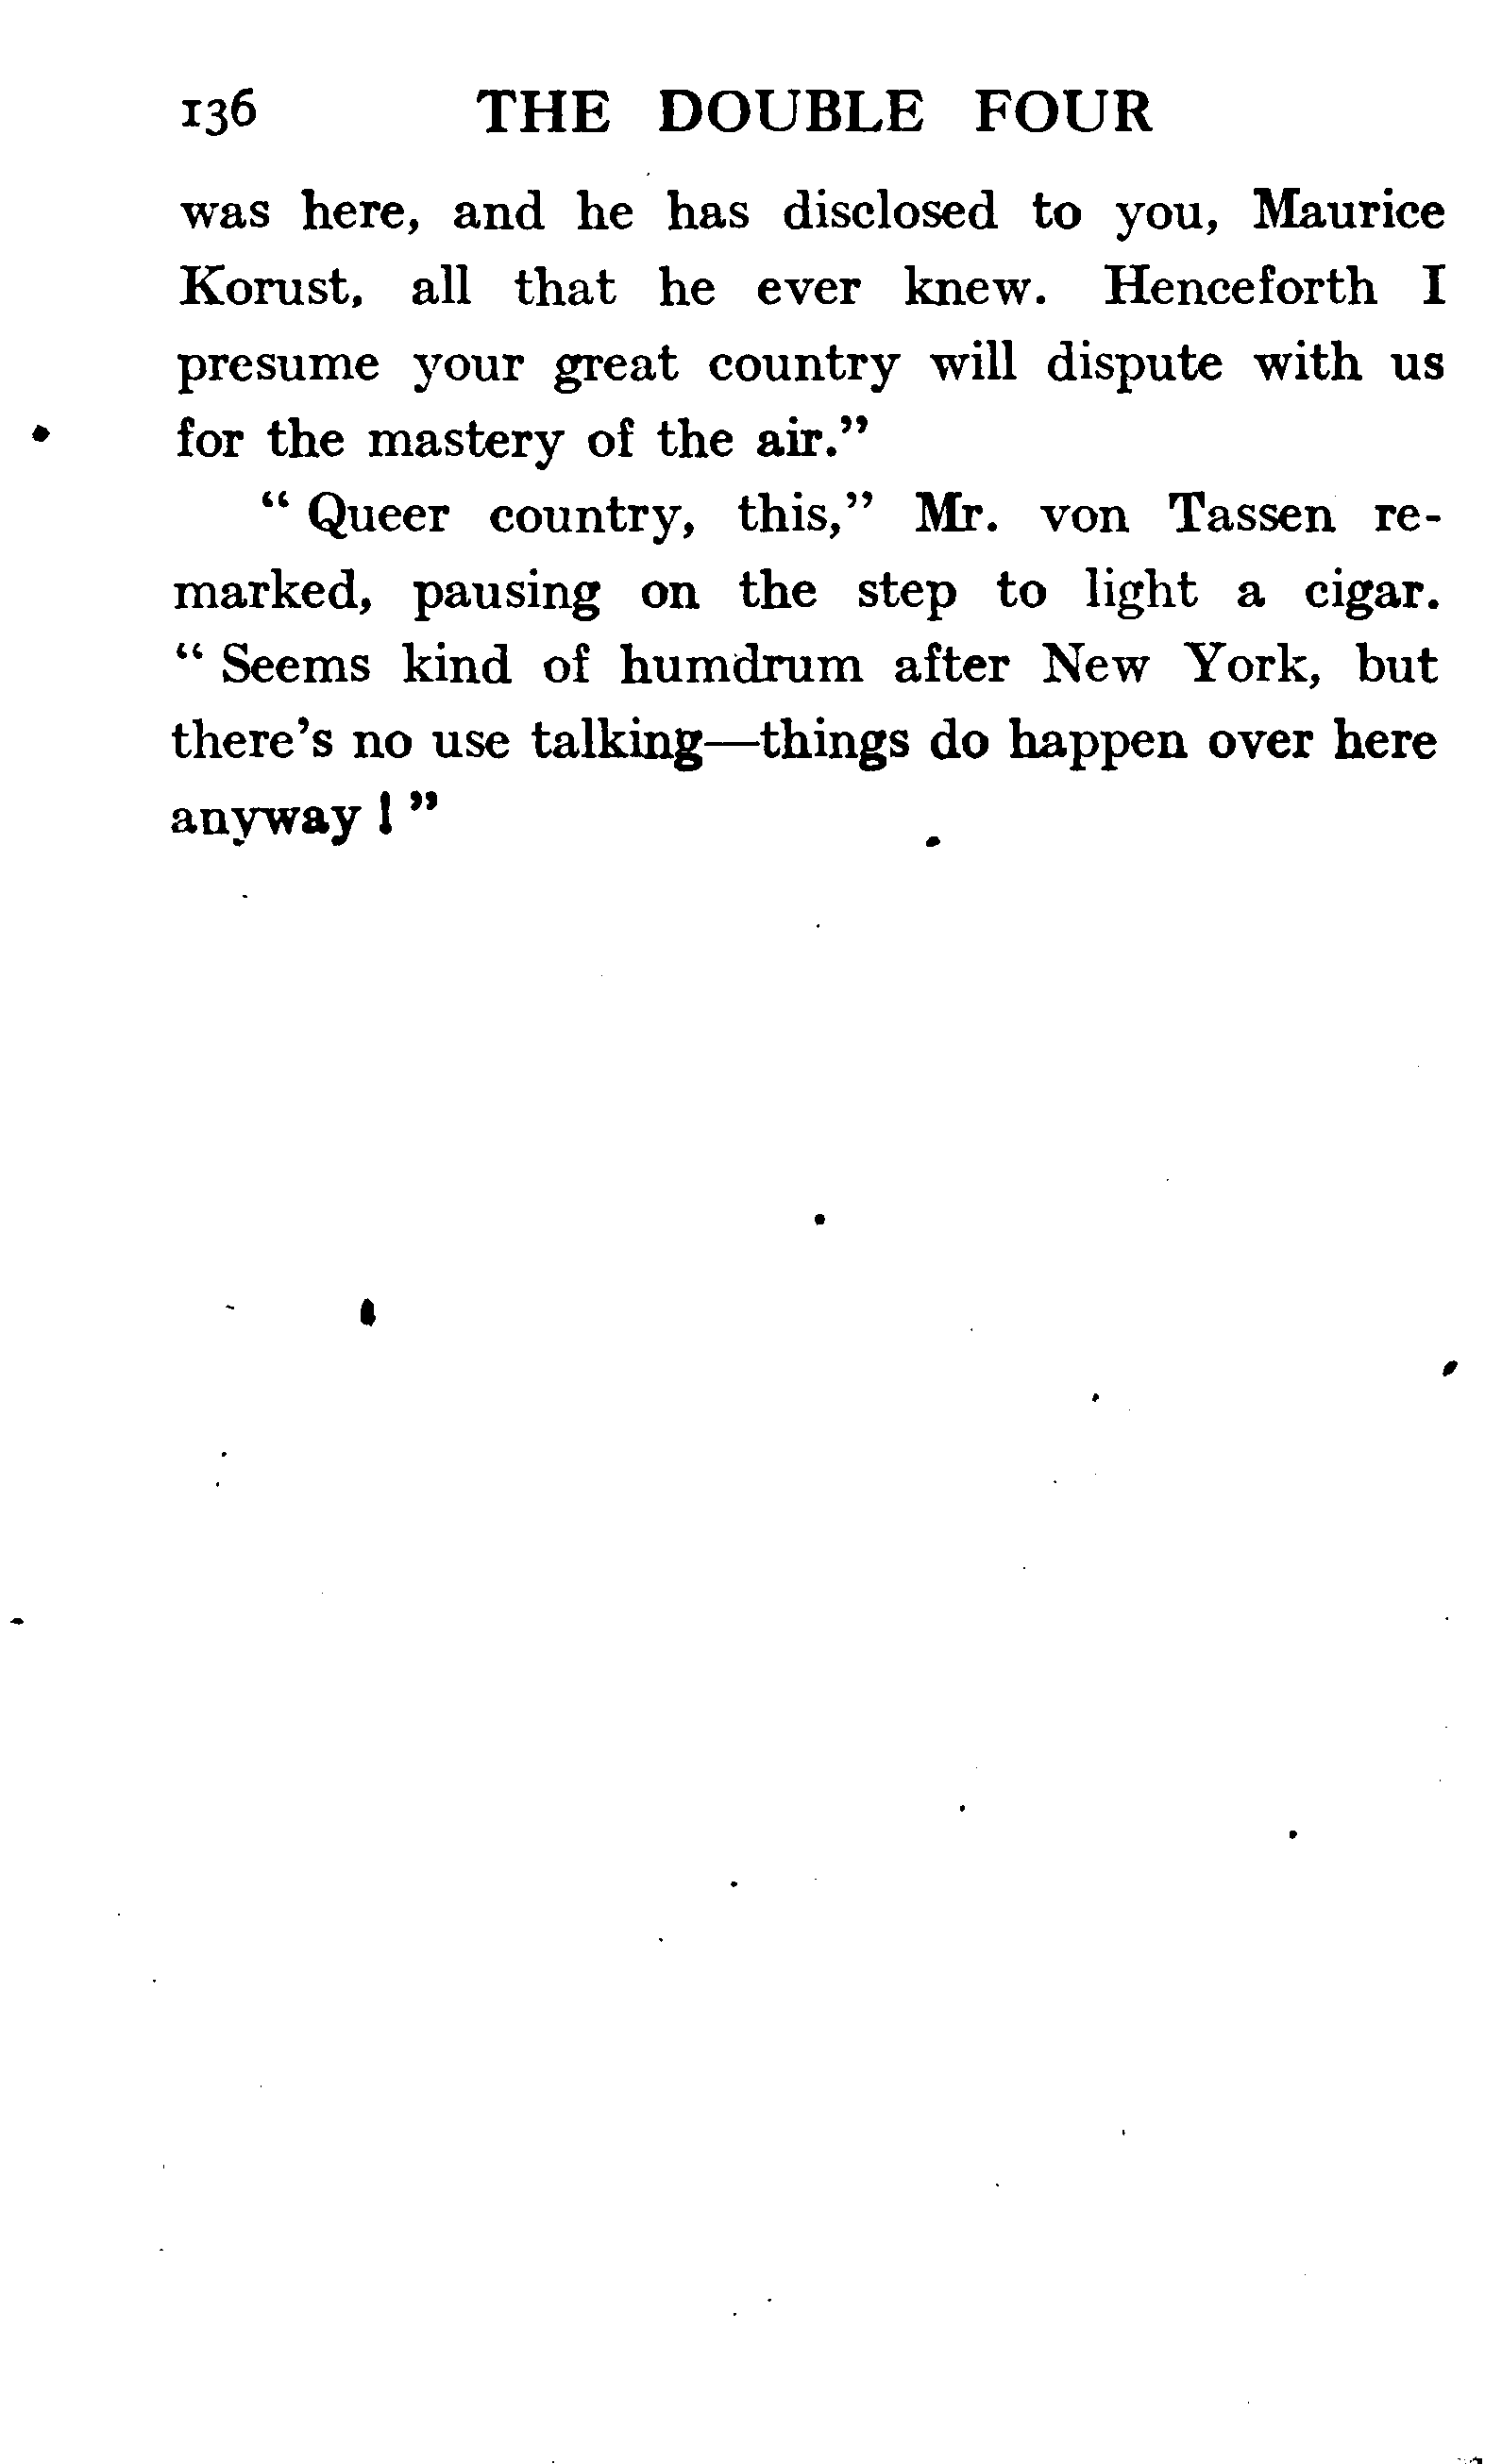 136 THE DOUBLE FOUR
was here, and he has disclosed to you, Maurice
Korust, all that he ever knew. Henceforth I
presume your great country will dispute with us
for the mastery of the air."
" Queer country, this," Mr. von Tassen re-
marked, pausing on the step to light a cigar.
" Seems kind of humdrum after New York, but
there's no use talking—things do happen over here
anyway ! "